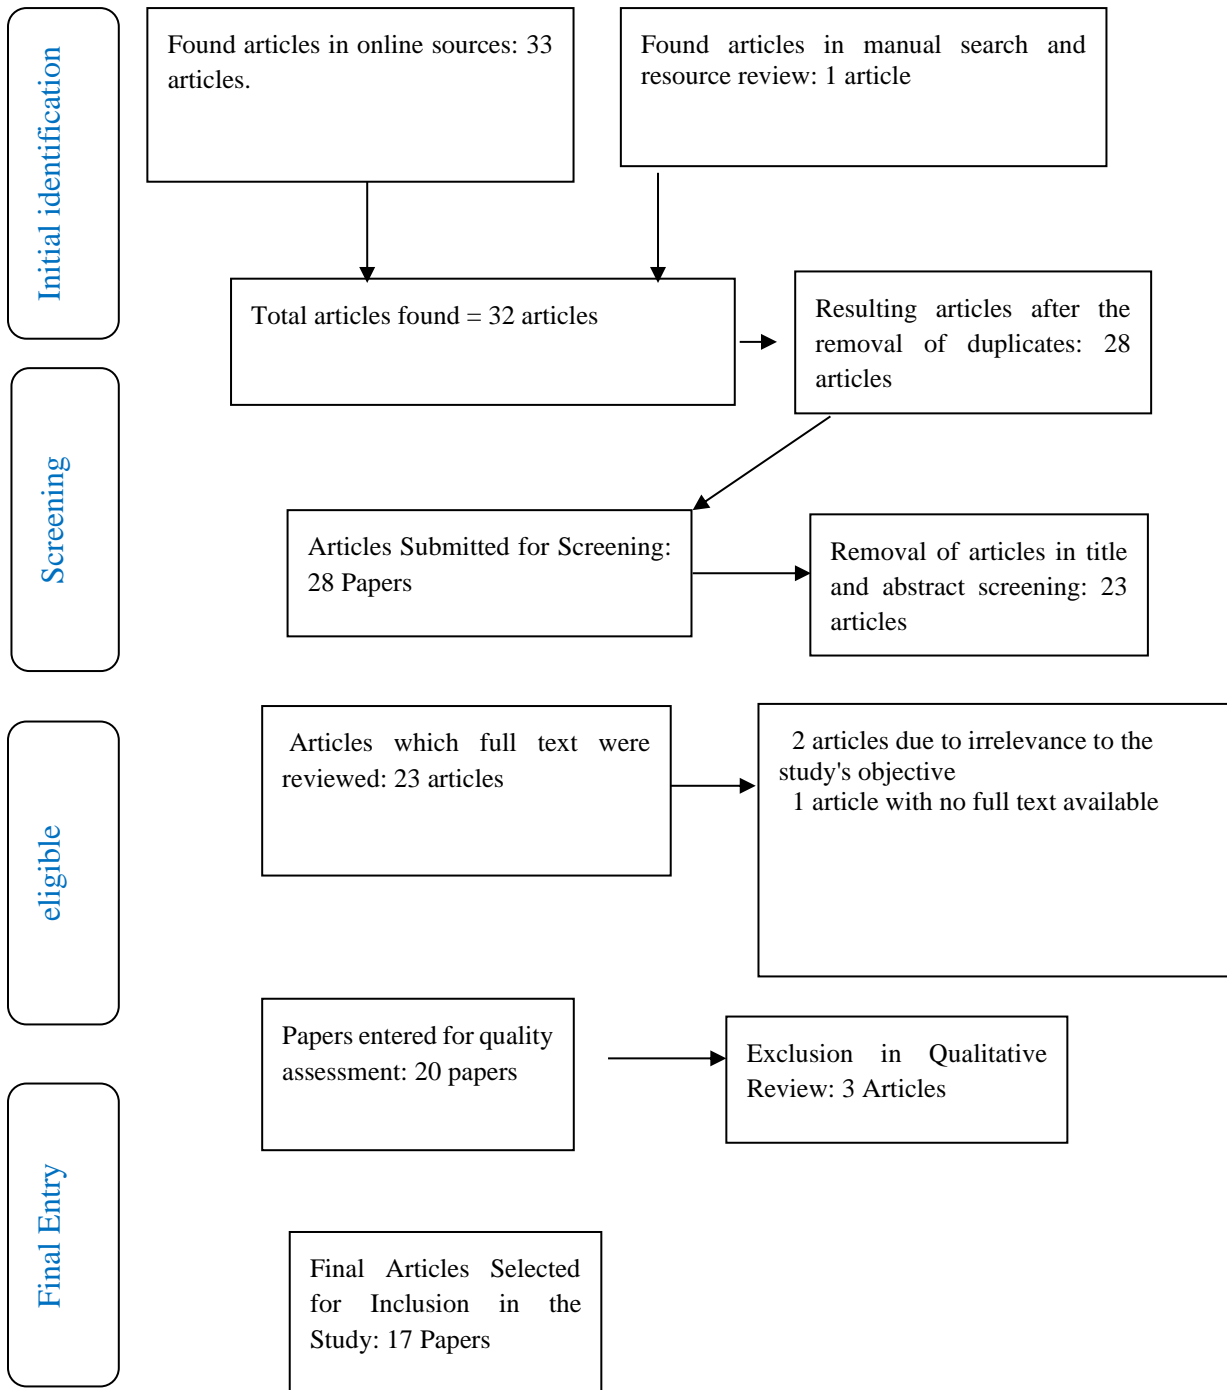 Initial identification
Found articles in online sources: 33
articles.
Found articles in manual search and
resource review: 1 article
Total articles found = 32 articles
Resulting articles after the
removal of duplicates: 28
articles
Screening
Articles Submitted for Screening:
28 Papers
Removal of articles in title
and abstract screening: 23
articles
eligible
Articles which full text were
reviewed: 23 articles
2 articles due to irrelevance to the
study's objective
1 article with no full text available
Papers entered for quality
assessment: 20 papers
Exclusion in Qualitative
Review: 3 Articles
Final Entry
Final Articles Selected
for Inclusion in the
Study: 17 Papers